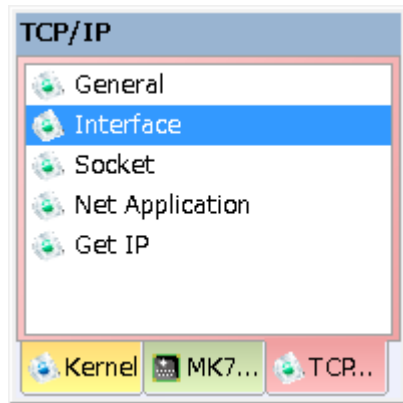 TCP/IP
General
Interface
Socket
Net Application
Get IP
Kernel MK7... TCP...